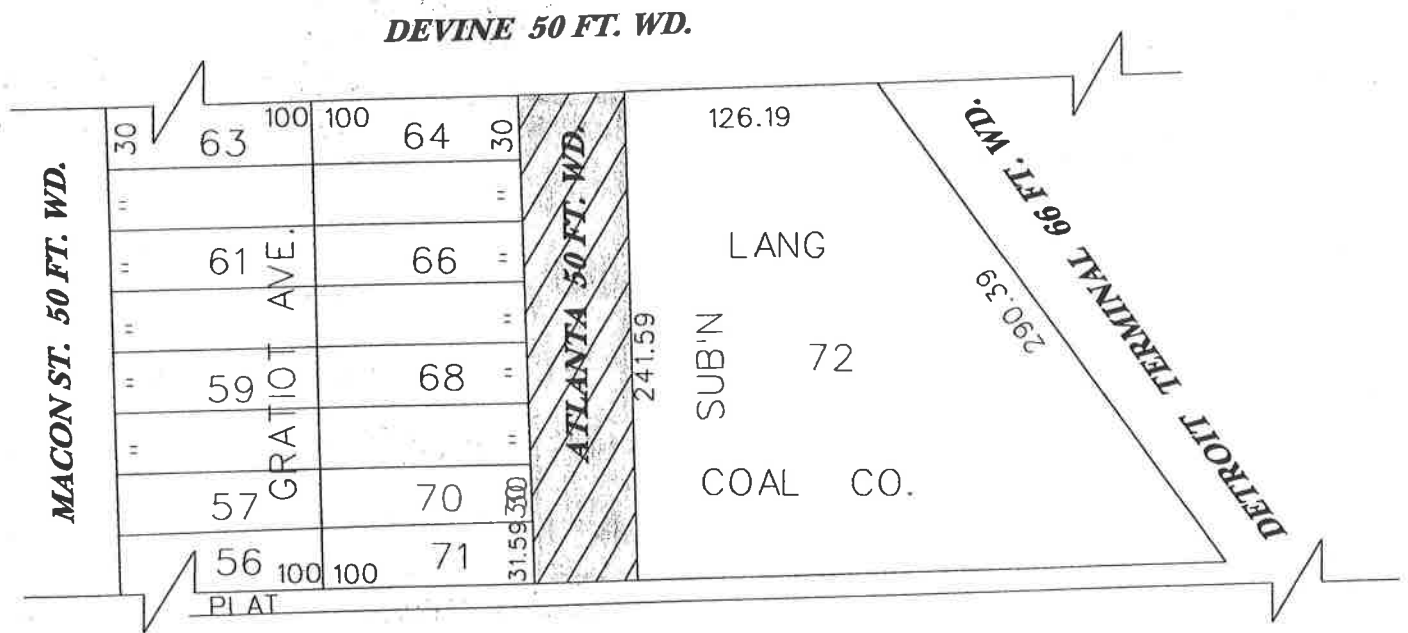 DEVINE 50 FT. WD.
MACON ST. 50 FT. WD.
30 63 100 100 64 30
" "
" 61 66 "
" "
" 59 68 "
" "
57 70 30
56 100 100 71 31.59
GRATIOT AVE.
PLAT
ATLANTA 50 FT. WD.
241.59
126.19
LANG
SUB'N
72
COAL CO.
290.39
DETROIT TERMINAL 66 FT. WD.